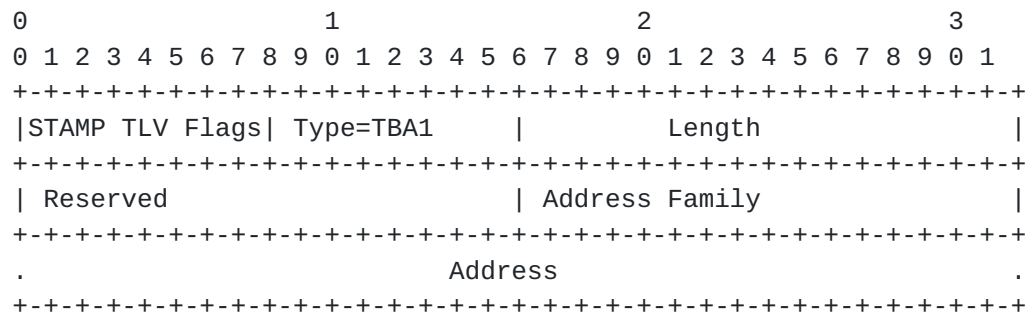 0                   1                   2                   3
0 1 2 3 4 5 6 7 8 9 0 1 2 3 4 5 6 7 8 9 0 1 2 3 4 5 6 7 8 9 0 1
+-+-+-+-+-+-+-+-+-+-+-+-+-+-+-+-+-+-+-+-+-+-+-+-+-+-+-+-+-+-+-+-+
|STAMP TLV Flags| Type=TBA1     |         Length                |
+-+-+-+-+-+-+-+-+-+-+-+-+-+-+-+-+-+-+-+-+-+-+-+-+-+-+-+-+-+-+-+-+
| Reserved                      | Address Family                |
+-+-+-+-+-+-+-+-+-+-+-+-+-+-+-+-+-+-+-+-+-+-+-+-+-+-+-+-+-+-+-+-+
.                           Address                             .
+-+-+-+-+-+-+-+-+-+-+-+-+-+-+-+-+-+-+-+-+-+-+-+-+-+-+-+-+-+-+-+-+